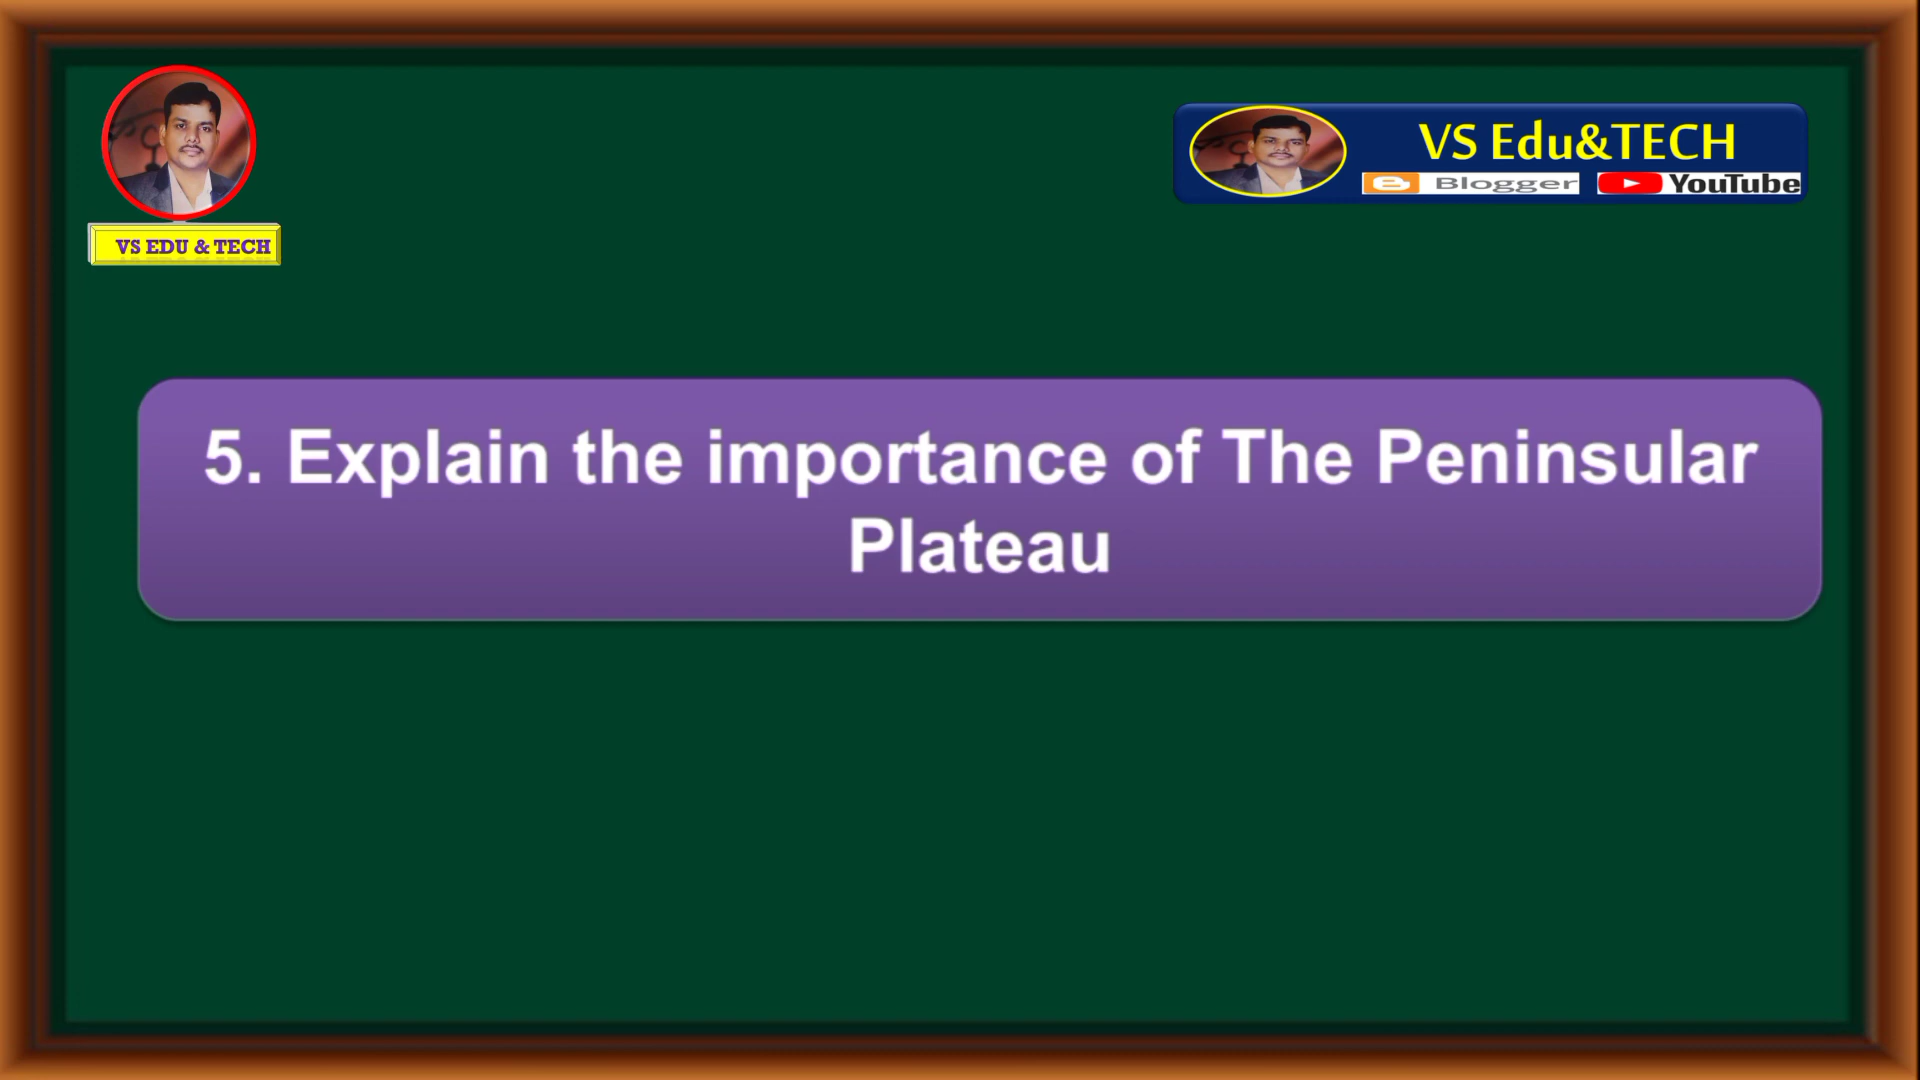 VS EDU & TECH
VS Edu&TECH
Blogger YouTube
5. Explain the importance of The Peninsular
Plateau